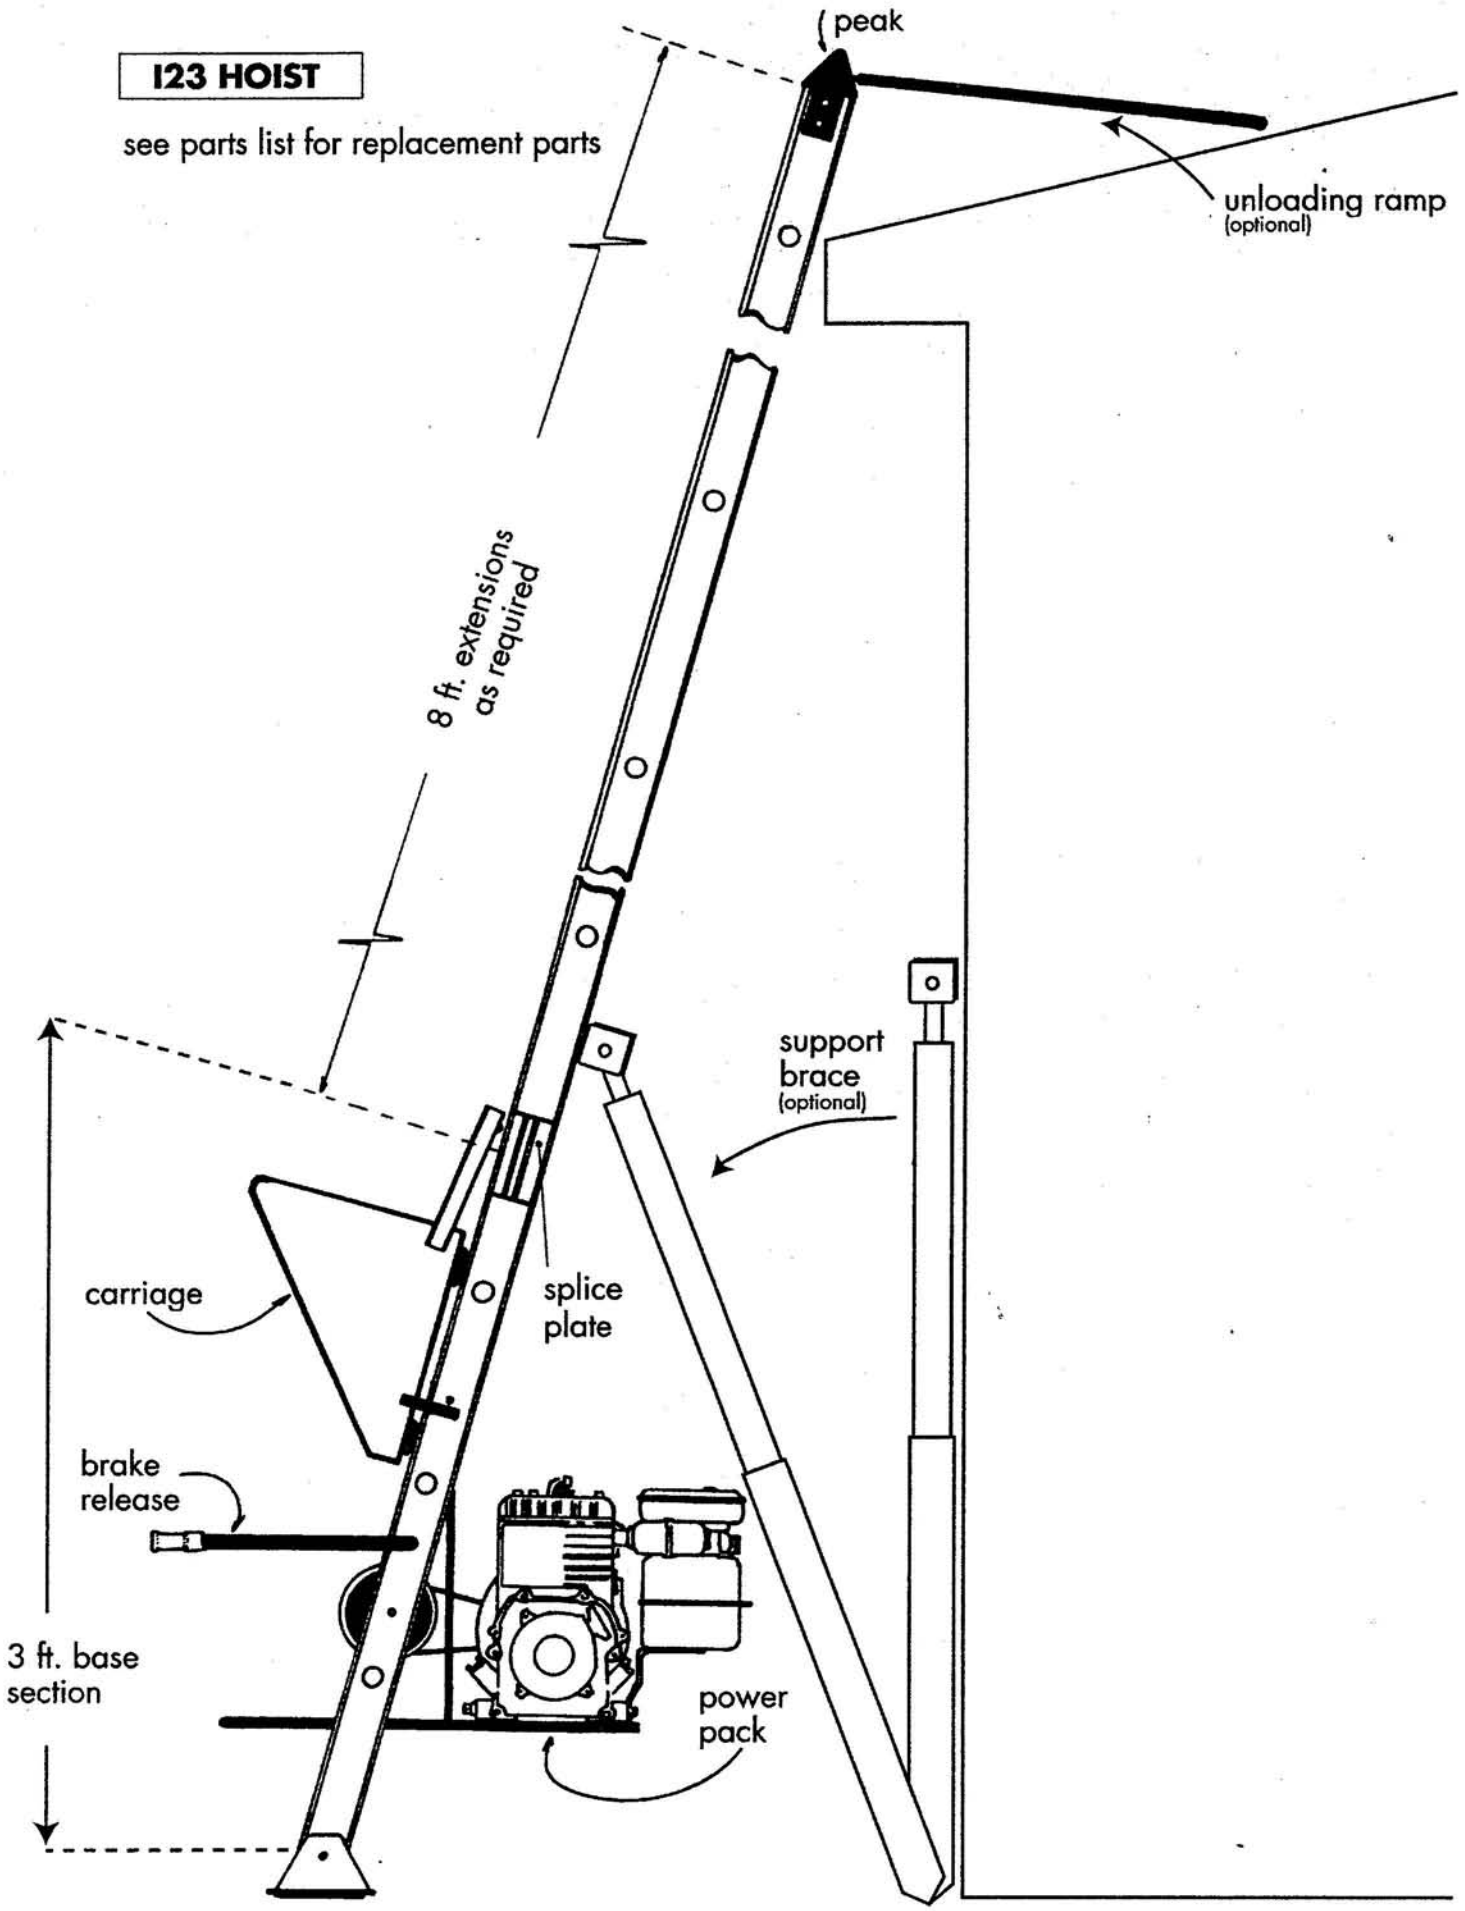 peak
123 HOIST
see parts list for replacement parts
unloading ramp
(optional)
8 ft. extensions
as required
support
brace
(optional)
carriage
splice
plate
brake
release
3 ft. base
section
power
pack